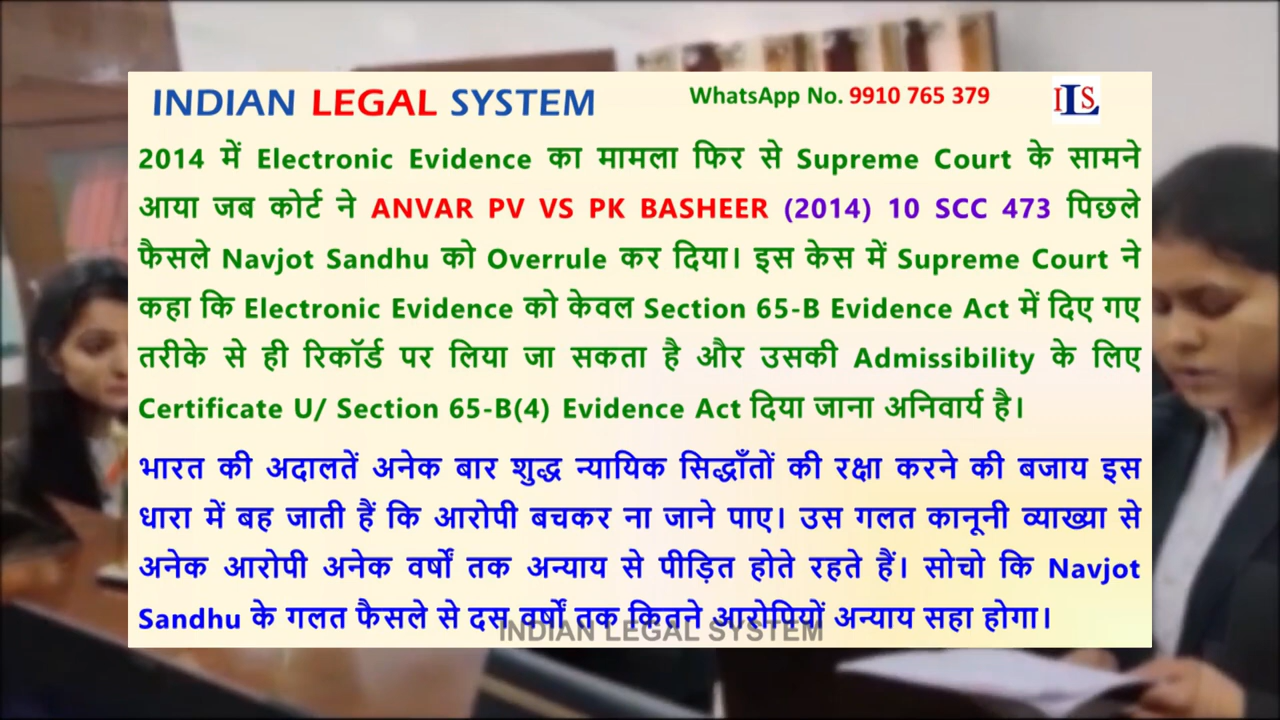 INDIAN LEGAL SYSTEM
WhatsApp No. 9910 765 379
ILS
2014 में Electronic Evidence का मामला फिर से Supreme Court के सामने
आया जब कोर्ट ने ANVAR PV VS PK BASHEER (2014) 10 SCC 473 पिछले
फैसले Navjot Sandhu को Overrule कर दिया। इस केस में Supreme Court ने
कहा कि Electronic Evidence को केवल Section 65-B Evidence Act में दिए गए
तरीके से ही रिकॉर्ड पर लिया जा सकता है और उसकी Admissibility के लिए
Certificate U/ Section 65-B(4) Evidence Act दिया जाना अनिवार्य है।
भारत की अदालतें अनेक बार शुद्ध न्यायिक सिद्धाँतों की रक्षा करने की बजाय इस
धारा में बह जाती हैं कि आरोपी बचकर ना जाने पाए। उस गलत कानूनी व्याख्या से
अनेक आरोपी अनेक वर्षों तक अन्याय से पीड़ित होते रहते हैं। सोचो कि Navjot
Sandhu के गलत फैसले से दस वर्षों तक कितने आरोपियों अन्याय सहा होगा।
INDIAN LEGAL SYSTEM